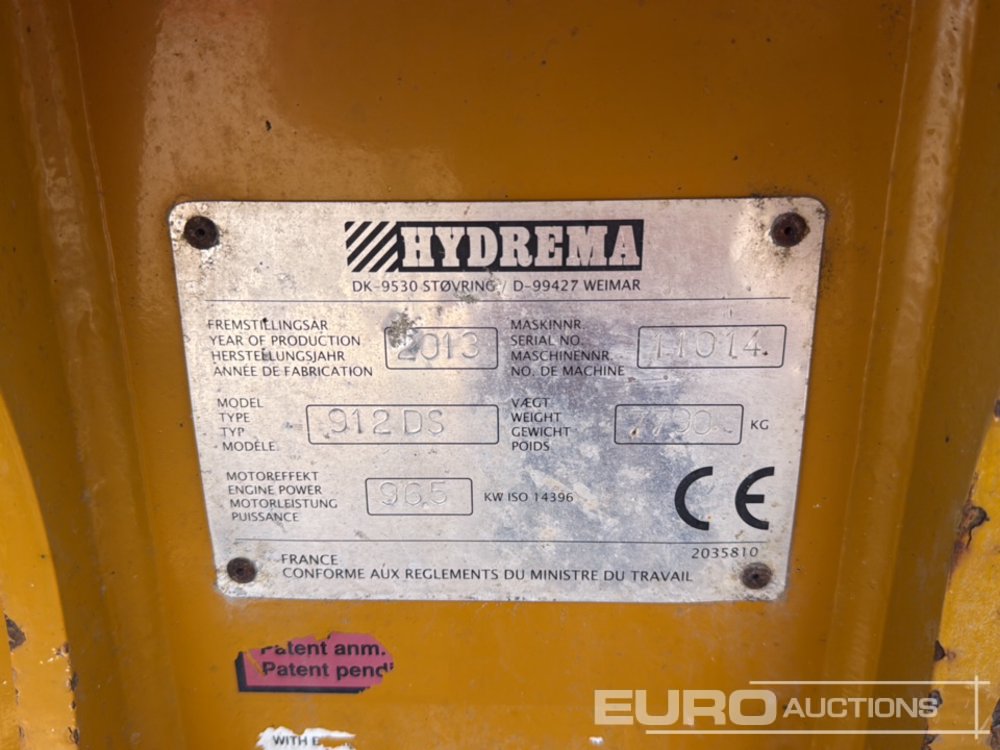 HYDREMA
DK-9530 STØVRING / D-99427 WEIMAR
FREMSTILLINGSÅR
YEAR OF PRODUCTION
HERSTELLUNGSJAHR
ANNÉE DE FABRICATION
2013
MASKINNR.
SERIAL NO.
MASCHINENNR.
NO. DE MACHINE
11014
MODEL
TYPE
TYP
MODÈLE
912 DS
VÆGT
WEIGHT
GEWICHT
POIDS
KG
MOTOREFFEKT
ENGINE POWER
MOTORLEISTUNG
PUISSANCE
96.5
KW ISO 14396
CE
2035810
FRANCE
CONFORME AUX REGLEMENTS DU MINISTRE DU TRAVAIL
Patent anm.
Patent pend
WITH
EURO AUCTIONS